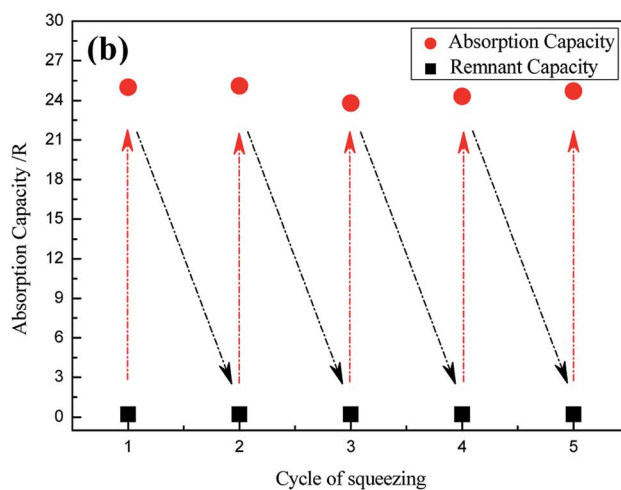 (b)
Absorption Capacity
Remnant Capacity
30
27
24
21
18
15
12
9
6
3
0
Absorption Capacity /R
1 2 3 4 5
Cycle of squeezing